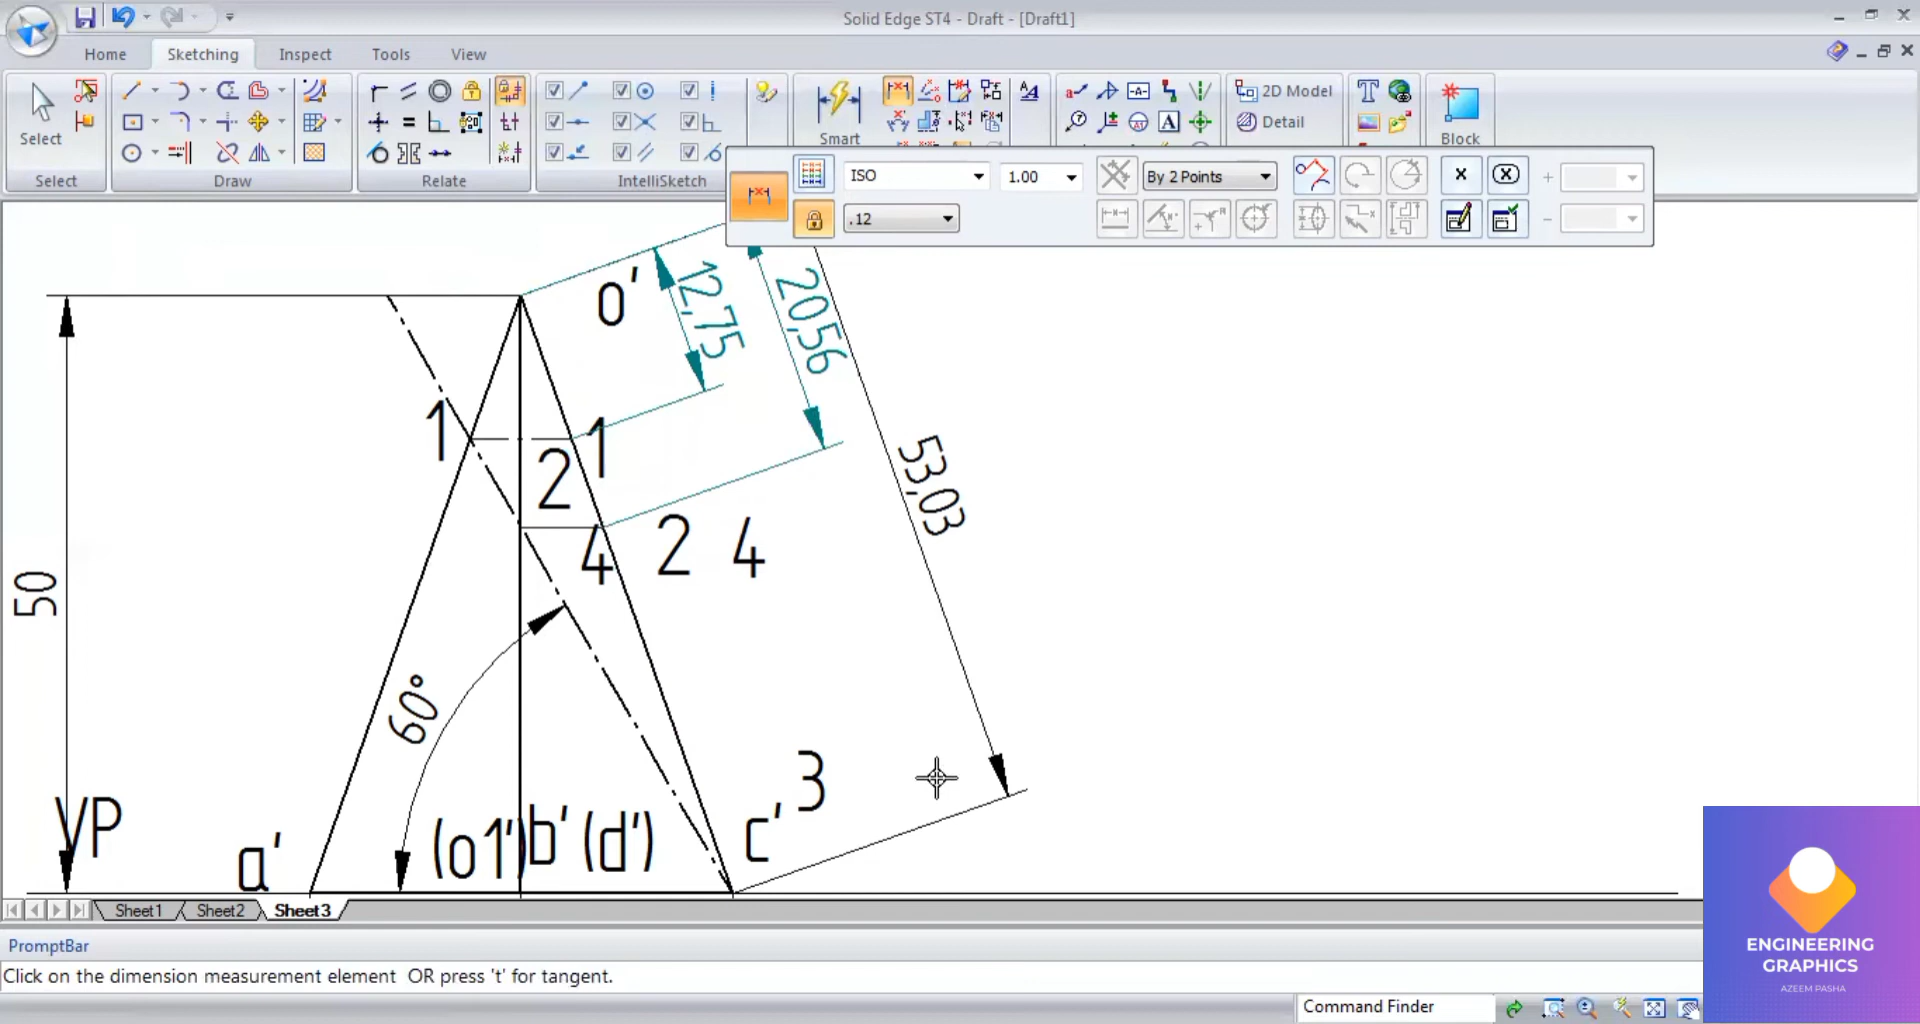 Solid Edge ST4 - Draft - [Draft1]
Home Sketching Inspect Tools View
Select
Smart
2D Model
Detail
Block
Select Draw Relate IntelliSketch
ISO 1.00 By 2 Points
.12
o'
12,75
20,56
53,03
1 1
2
4 2 4
50
60°
3
VP a' (o1') b' (d') c'
Sheet1 Sheet2 Sheet3
PromptBar
Click on the dimension measurement element OR press 't' for tangent.
Command Finder
ENGINEERING
GRAPHICS
AZEEM PASHA